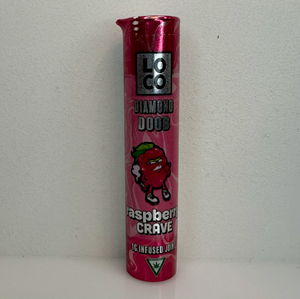 LO
CO
DIAMOND
DOOB
raspberry
CRAVE
1G INFUSED JOINT